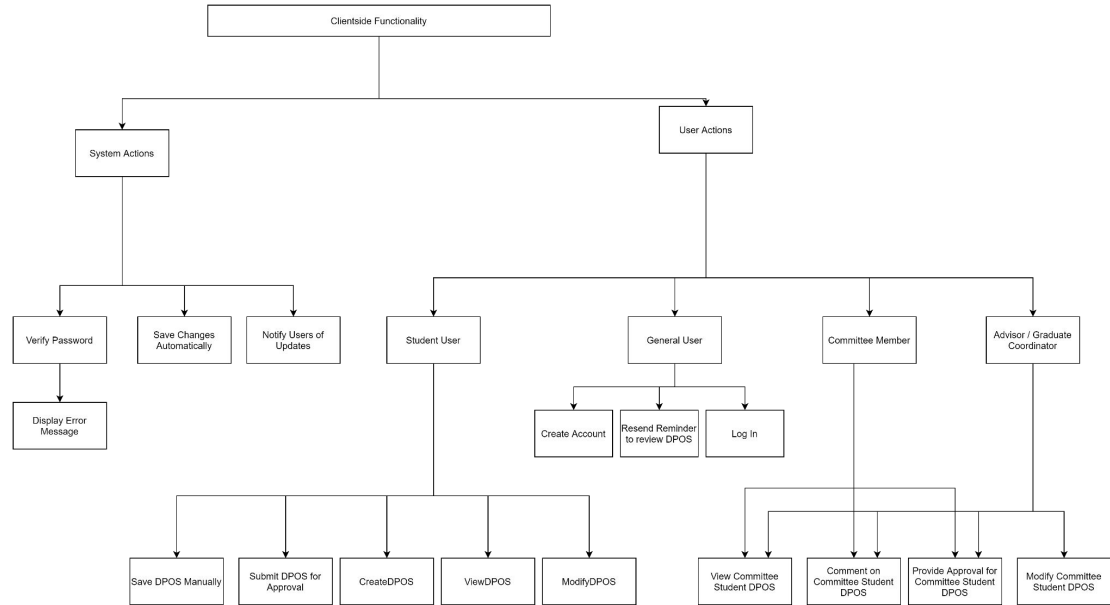 Clientside Functionality
User Actions
System Actions
Verify Password
Save Changes
Automatically
Notify Users of
Updates
Student User
General User
Committee Member
Advisor / Graduate
Coordinator
Display Error
Message
Create Account
Resend Reminder
to review DPOS
Log In
Save DPOS Manually
Submit DPOS for
Approval
CreateDPOS
ViewDPOS
ModifyDPOS
View Committee
Student DPOS
Comment on
Committee Student
DPOS
Provide Approval for
Committee Student
DPOS
Modify Committee
Student DPOS